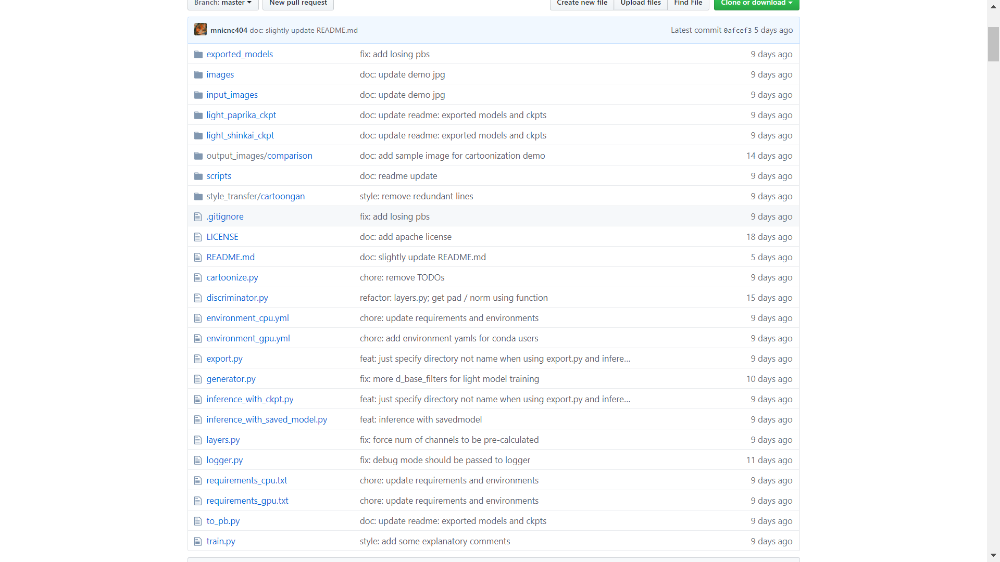 Branch: master New pull request Create new file Upload files Find File Clone or download
mnicnc404 doc: slightly update README.md Latest commit 0afcef3 5 days ago
exported_models fix: add losing pbs 9 days ago
images doc: update demo jpg 9 days ago
input_images doc: update demo jpg 9 days ago
light_paprika_ckpt doc: update readme: exported models and ckpts 9 days ago
light_shinkai_ckpt doc: update readme: exported models and ckpts 9 days ago
output_images/comparison doc: add sample image for cartoonization demo 14 days ago
scripts doc: readme update 9 days ago
style_transfer/cartoongan style: remove redundant lines 9 days ago
.gitignore fix: add losing pbs 9 days ago
LICENSE doc: add apache license 18 days ago
README.md doc: slightly update README.md 5 days ago
cartoonize.py chore: remove TODOs 9 days ago
discriminator.py refactor: layers.py; get pad / norm using function 15 days ago
environment_cpu.yml chore: update requirements and environments 9 days ago
environment_gpu.yml chore: add environment yamls for conda users 9 days ago
export.py feat: just specify directory not name when using export.py and infere... 9 days ago
generator.py fix: more d_base_filters for light model training 10 days ago
inference_with_ckpt.py feat: just specify directory not name when using export.py and infere... 9 days ago
inference_with_saved_model.py feat: inference with savedmodel 9 days ago
layers.py fix: force num of channels to be pre-calculated 9 days ago
logger.py fix: debug mode should be passed to logger 11 days ago
requirements_cpu.txt chore: update requirements and environments 9 days ago
requirements_gpu.txt chore: update requirements and environments 9 days ago
to_pb.py doc: update readme: exported models and ckpts 9 days ago
train.py style: add some explanatory comments 9 days ago